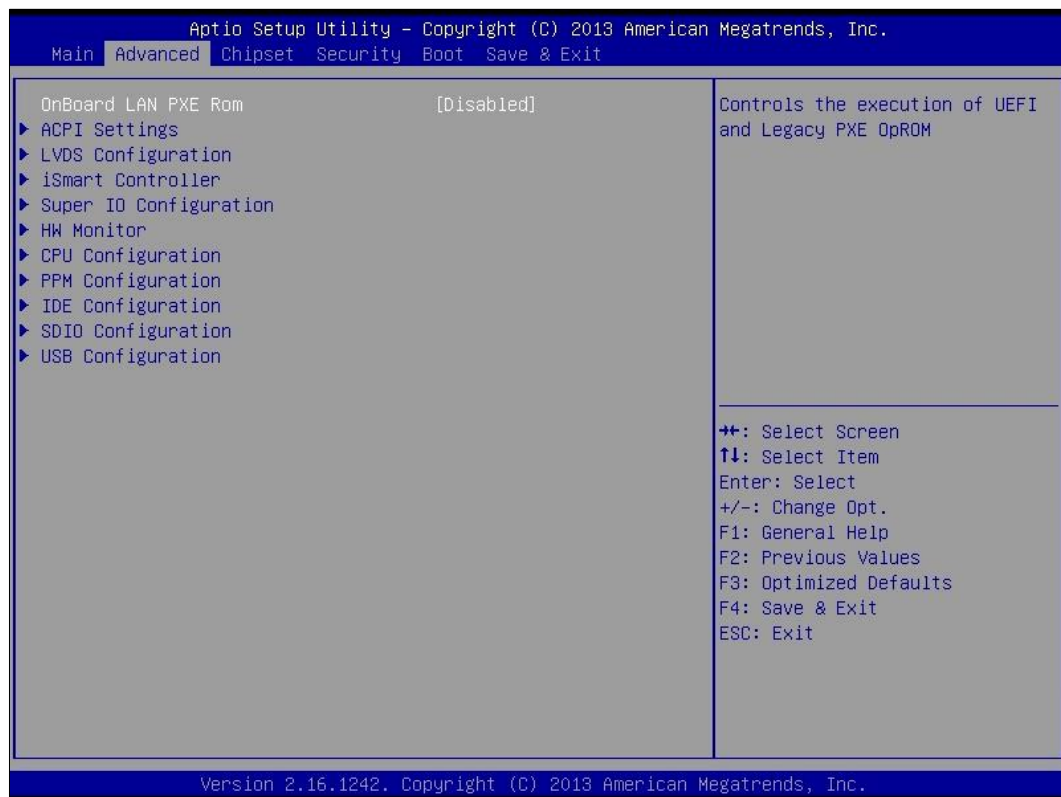 Aptio Setup Utility – Copyright (C) 2013 American Megatrends, Inc.
Main Advanced Chipset Security Boot Save & Exit
OnBoard LAN PXE Rom [Disabled]
▶ ACPI Settings
▶ LVDS Configuration
▶ iSmart Controller
▶ Super IO Configuration
▶ HW Monitor
▶ CPU Configuration
▶ PPM Configuration
▶ IDE Configuration
▶ SDIO Configuration
▶ USB Configuration
Controls the execution of UEFI
and Legacy PXE OpROM
→←: Select Screen
↑↓: Select Item
Enter: Select
+/-: Change Opt.
F1: General Help
F2: Previous Values
F3: Optimized Defaults
F4: Save & Exit
ESC: Exit
Version 2.16.1242. Copyright (C) 2013 American Megatrends, Inc.